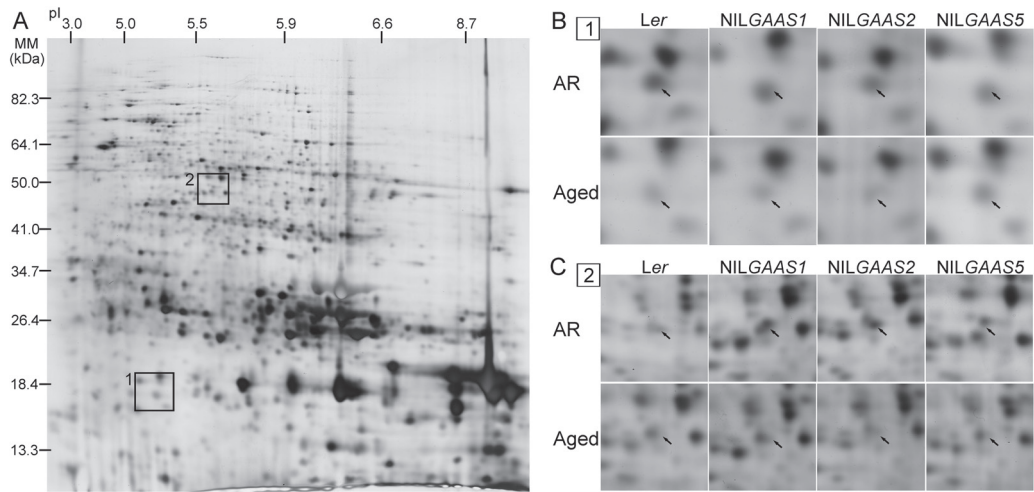 A
pI
3.0 5.0 5.5 5.9 6.6 8.7
MM
(kDa)
82.3
64.1
50.0
41.0
34.7
26.4
18.4
13.3
2
1
B
1
Ler NILGAAS1 NILGAAS2 NILGAAS5
AR
Aged
C
2
Ler NILGAAS1 NILGAAS2 NILGAAS5
AR
Aged